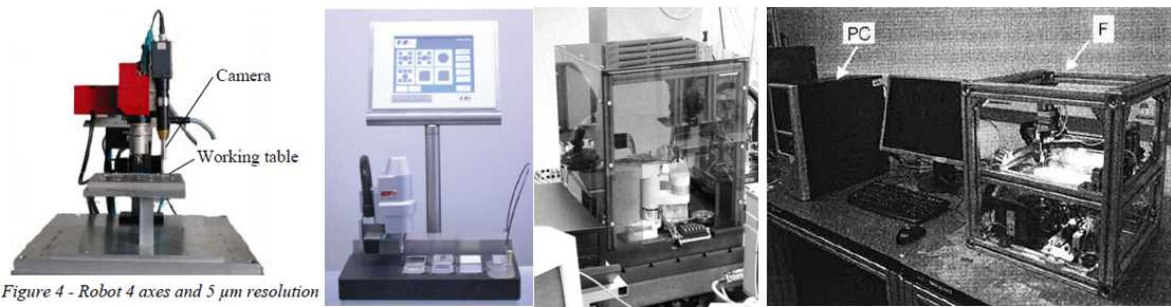 Camera
Working table
Figure 4 - Robot 4 axes and 5 µm resolution
PC
F